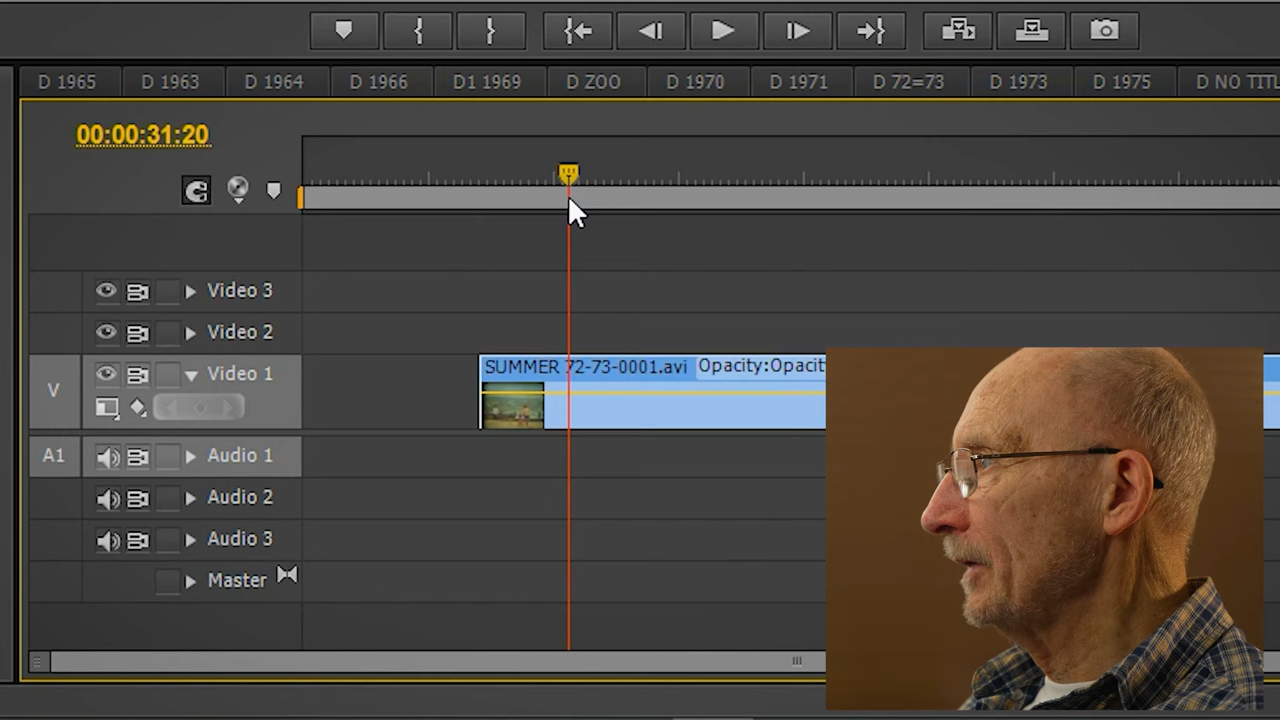 D 1965 D 1963 D 1964 D 1966 D1 1969 D ZOO D 1970 D 1971 D 72=73 D 1973 D 1975 D NO TITL
00:00:31:20
Video 3
Video 2
V Video 1 SUMMER 72-73-0001.avi Opacity:Opacit
A1 Audio 1
Audio 2
Audio 3
Master